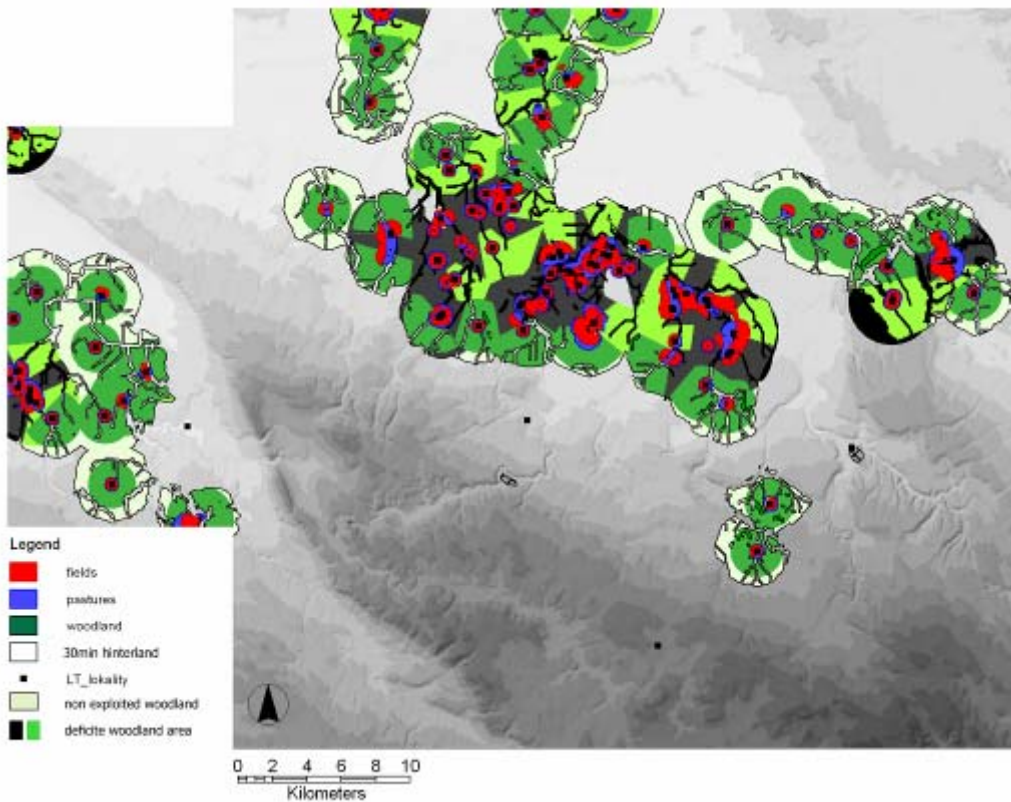 Legend
fields
pastures
woodland
30min hinterland
LT_lokality
non exploited woodland
deficite woodland area
0 2 4 6 8 10
Kilometers